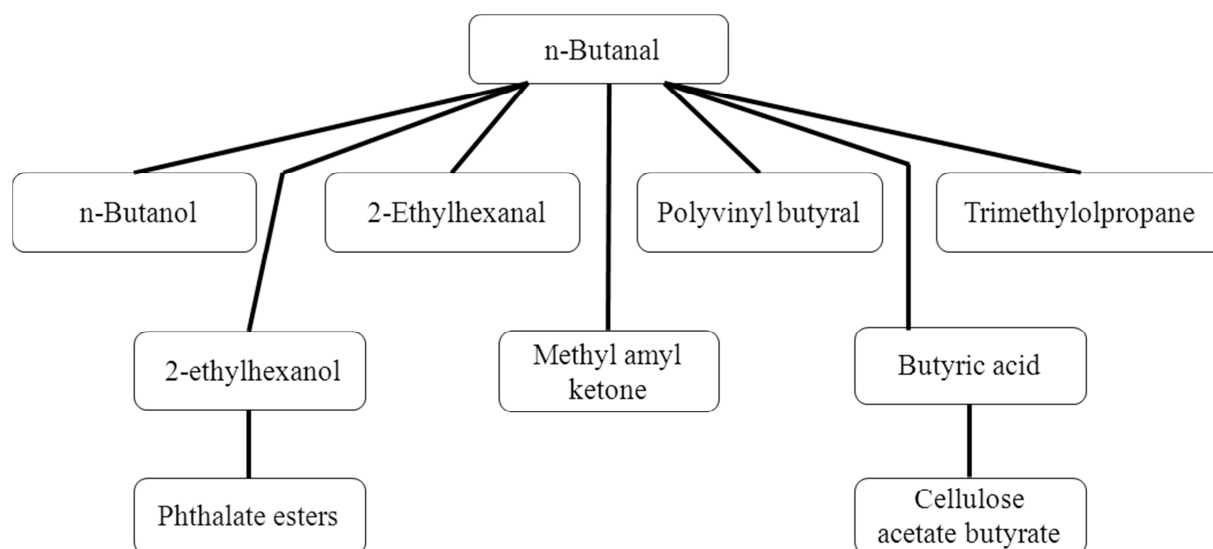 n-Butanal
n-Butanol
2-Ethylhexanal
Polyvinyl butyral
Trimethylolpropane
2-ethylhexanol
Methyl amyl
ketone
Butyric acid
Phthalate esters
Cellulose
acetate butyrate